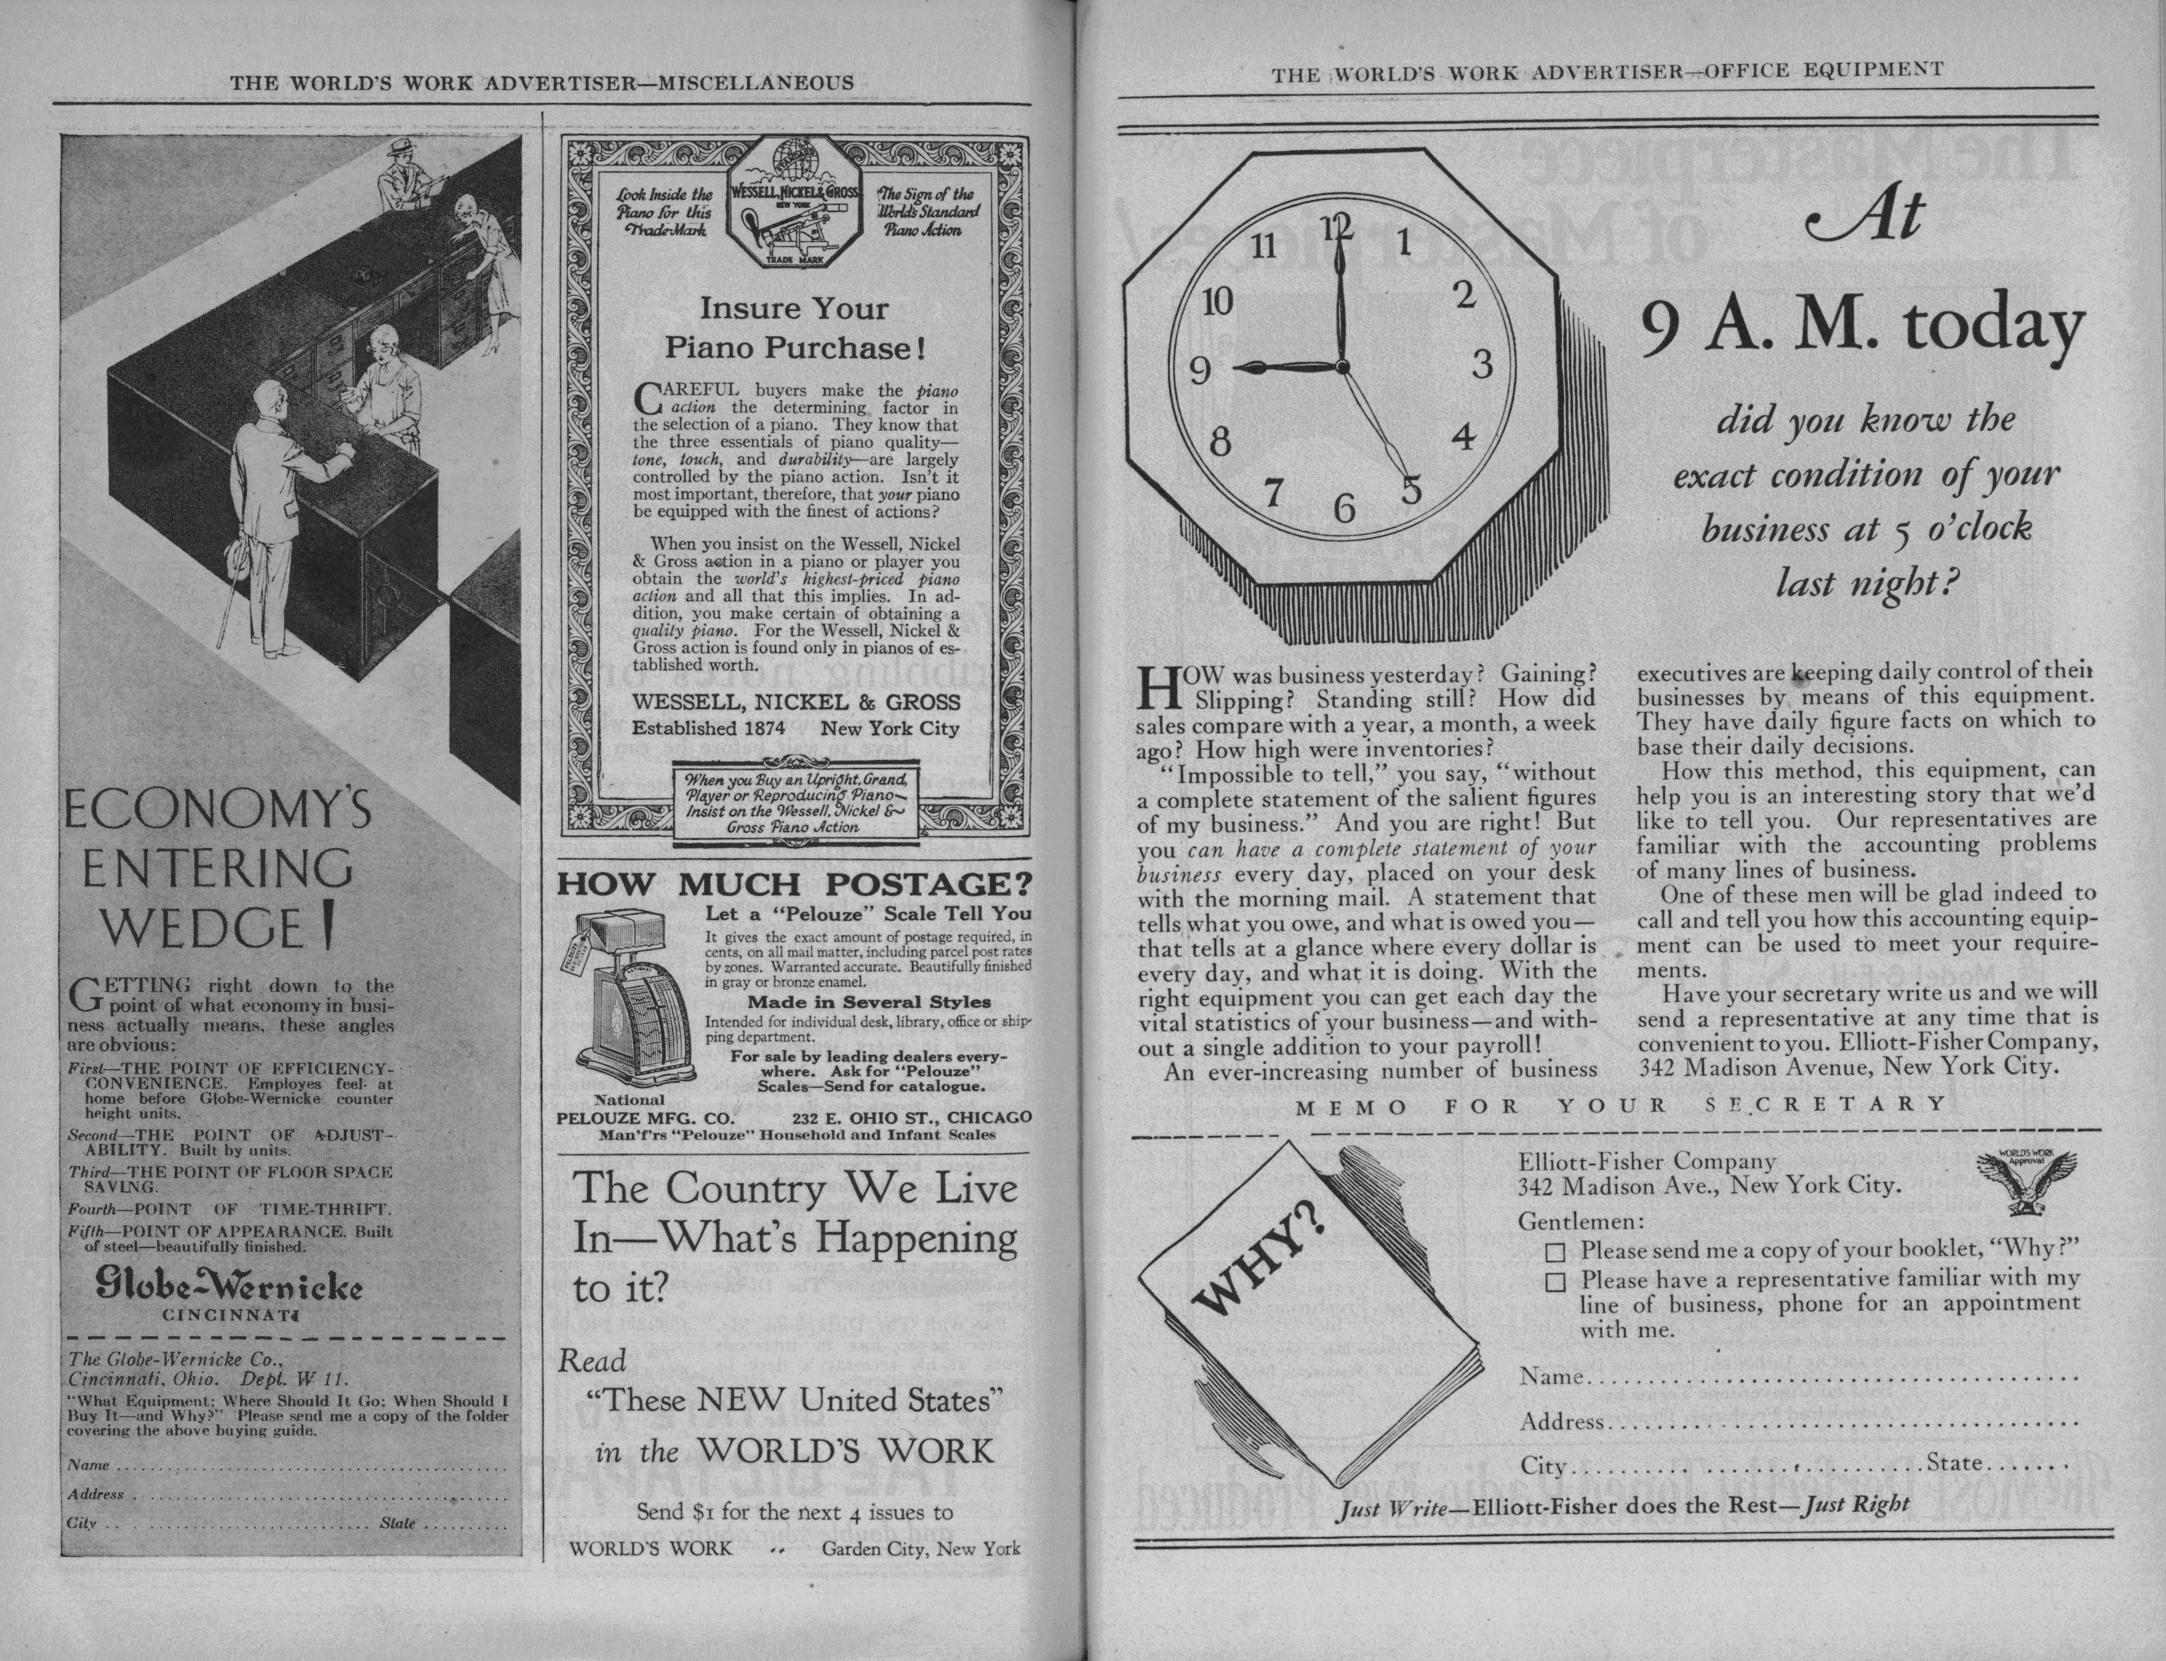 THE WORLD'S WORK ADVERTISER—MISCELLANEOUS
ECONOMY'S
ENTERING
WEDGE!
GETTING right down to the
point of what economy in busi-
ness actually means, these angles
are obvious:
First—THE POINT OF EFFICIENCY-
CONVENIENCE. Employes feel at
home before Globe-Wernicke counter
height units.
Second—THE POINT OF ADJUST-
ABILITY. Built by units.
Third—THE POINT OF FLOOR SPACE
SAVING.
Fourth—POINT OF TIME-THRIFT.
Fifth—POINT OF APPEARANCE. Built
of steel—beautifully finished.
Globe-Wernicke
CINCINNATI
The Globe-Wernicke Co.,
Cincinnati, Ohio. Dept. W 11.
"What Equipment; Where Should It Go; When Should I
Buy It—and Why?" Please send me a copy of the folder
covering the above buying guide.
Name
Address
City State
Look Inside the
Piano for this
Trade-Mark
STANDARD
WESSELL, NICKEL & GROSS
NEW YORK
TRADE MARK
The Sign of the
World's Standard
Piano Action
Insure Your
Piano Purchase!
CAREFUL buyers make the piano
action the determining factor in
the selection of a piano. They know that
the three essentials of piano quality—
tone, touch, and durability—are largely
controlled by the piano action. Isn't it
most important, therefore, that your piano
be equipped with the finest of actions?
When you insist on the Wessell, Nickel
& Gross action in a piano or player you
obtain the world's highest-priced piano
action and all that this implies. In ad-
dition, you make certain of obtaining a
quality piano. For the Wessell, Nickel &
Gross action is found only in pianos of es-
tablished worth.
WESSELL, NICKEL & GROSS
Established 1874 New York City
When you Buy an Upright, Grand,
Player or Reproducing Piano—
Insist on the Wessell, Nickel &
Gross Piano Action
HOW MUCH POSTAGE?
Let a "Pelouze" Scale Tell You
It gives the exact amount of postage required, in
cents, on all mail matter, including parcel post rates
by zones. Warranted accurate. Beautifully finished
in gray or bronze enamel.
Made in Several Styles
Intended for individual desk, library, office or ship-
ping department.
For sale by leading dealers every-
where. Ask for "Pelouze"
Scales—Send for catalogue.
National
PELOUZE MFG. CO. 232 E. OHIO ST., CHICAGO
Man'f'rs "Pelouze" Household and Infant Scales
The Country We Live
In—What's Happening
to it?
Read
"These NEW United States"
in the WORLD'S WORK
Send $1 for the next 4 issues to
WORLD'S WORK .. Garden City, New York
THE WORLD'S WORK ADVERTISER—OFFICE EQUIPMENT
12
1
2
3
4
5
6
7
8
9
10
11
At
9 A. M. today
did you know the
exact condition of your
business at 5 o'clock
last night?
HOW was business yesterday? Gaining?
Slipping? Standing still? How did
sales compare with a year, a month, a week
ago? How high were inventories?
"Impossible to tell," you say, "without
a complete statement of the salient figures
of my business." And you are right! But
you can have a complete statement of your
business every day, placed on your desk
with the morning mail. A statement that
tells what you owe, and what is owed you—
that tells at a glance where every dollar is
every day, and what it is doing. With the
right equipment you can get each day the
vital statistics of your business—and with-
out a single addition to your payroll!
An ever-increasing number of business
executives are keeping daily control of their
businesses by means of this equipment.
They have daily figure facts on which to
base their daily decisions.
How this method, this equipment, can
help you is an interesting story that we'd
like to tell you. Our representatives are
familiar with the accounting problems
of many lines of business.
One of these men will be glad indeed to
call and tell you how this accounting equip-
ment can be used to meet your require-
ments.
Have your secretary write us and we will
send a representative at any time that is
convenient to you. Elliott-Fisher Company,
342 Madison Avenue, New York City.
MEMO FOR YOUR SECRETARY
WHY?
Elliott-Fisher Company
342 Madison Ave., New York City.
WORLD'S WORK
Approval
Gentlemen:
☐ Please send me a copy of your booklet, "Why?"
☐ Please have a representative familiar with my
line of business, phone for an appointment
with me.
Name
Address
City State
Just Write—Elliott-Fisher does the Rest—Just Right